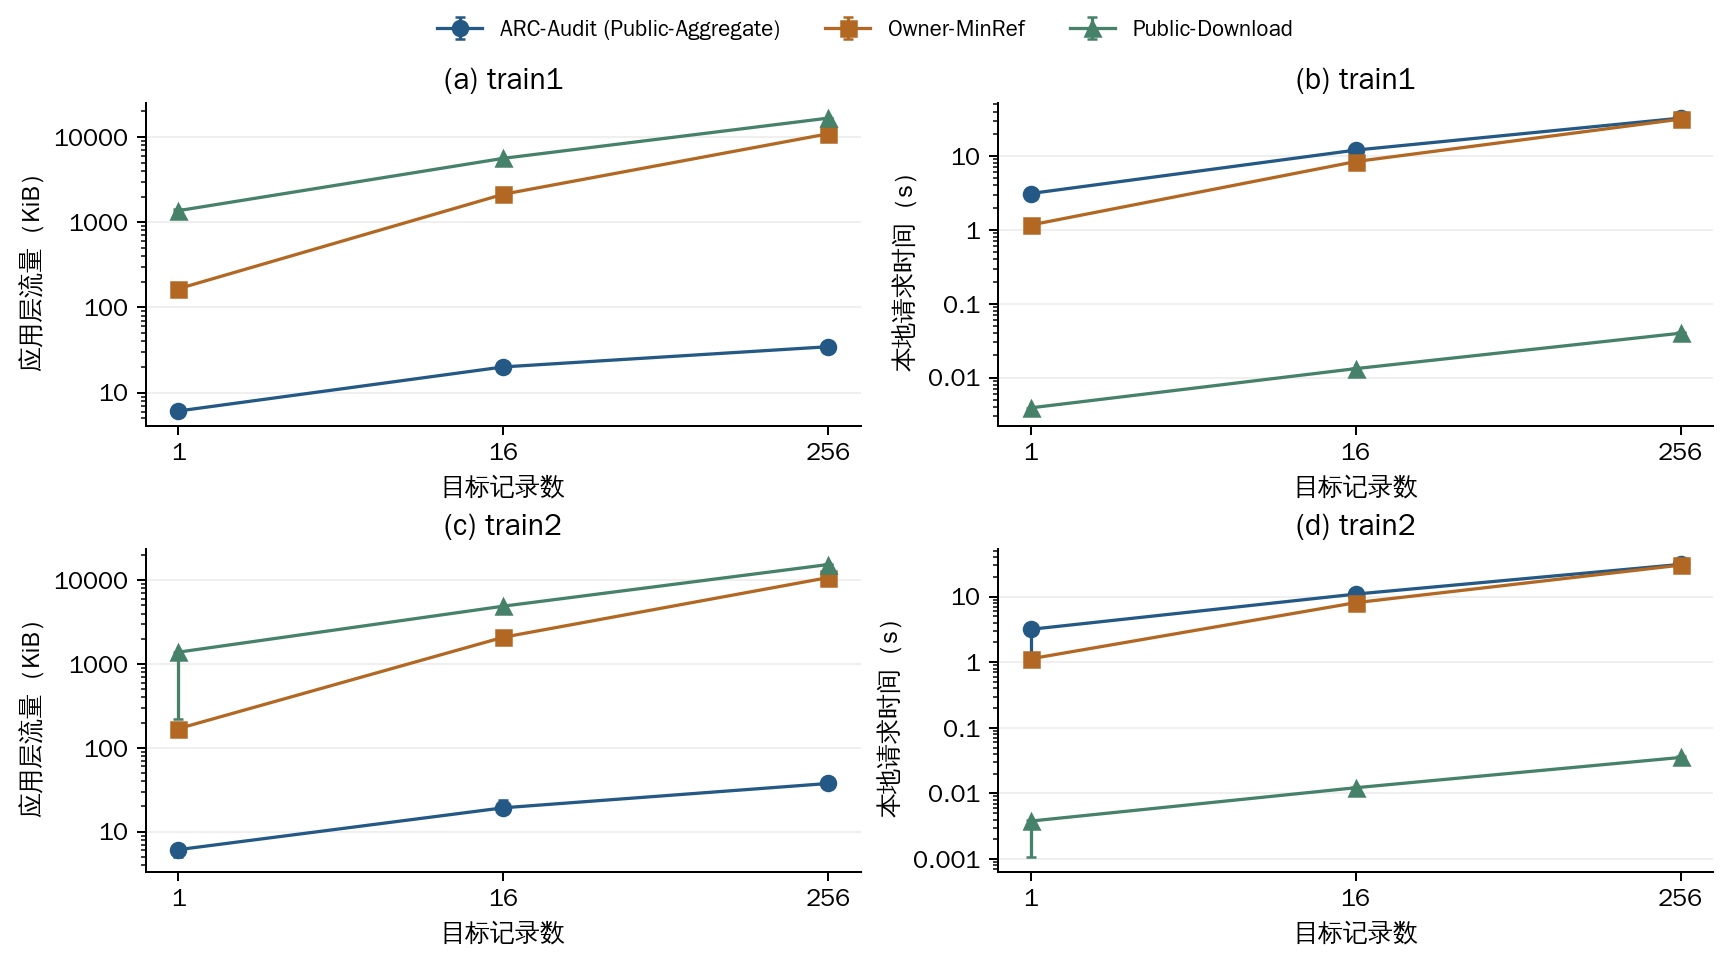 ARC-Audit (Public-Aggregate) Owner-MinRef Public-Download
(a) train1
应用层流量（KiB）
10000
1000
100
10
1 16 256
目标记录数
(b) train1
本地请求时间（s）
10
1
0.1
0.01
1 16 256
目标记录数
(c) train2
应用层流量（KiB）
10000
1000
100
10
1 16 256
目标记录数
(d) train2
本地请求时间（s）
10
1
0.1
0.01
0.001
1 16 256
目标记录数